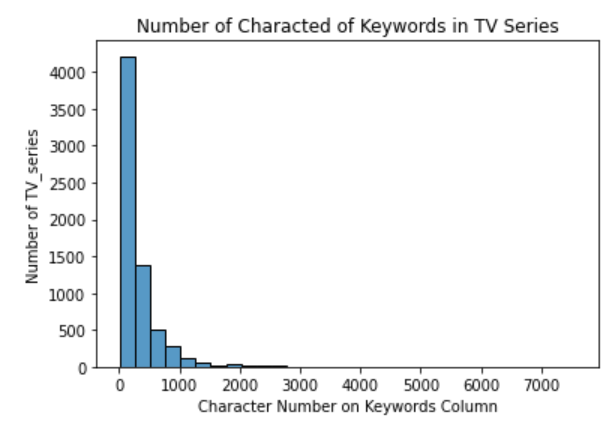 Number of Characted of Keywords in TV Series
Number of TV_series
4000
3500
3000
2500
2000
1500
1000
500
0
0 1000 2000 3000 4000 5000 6000 7000
Character Number on Keywords Column